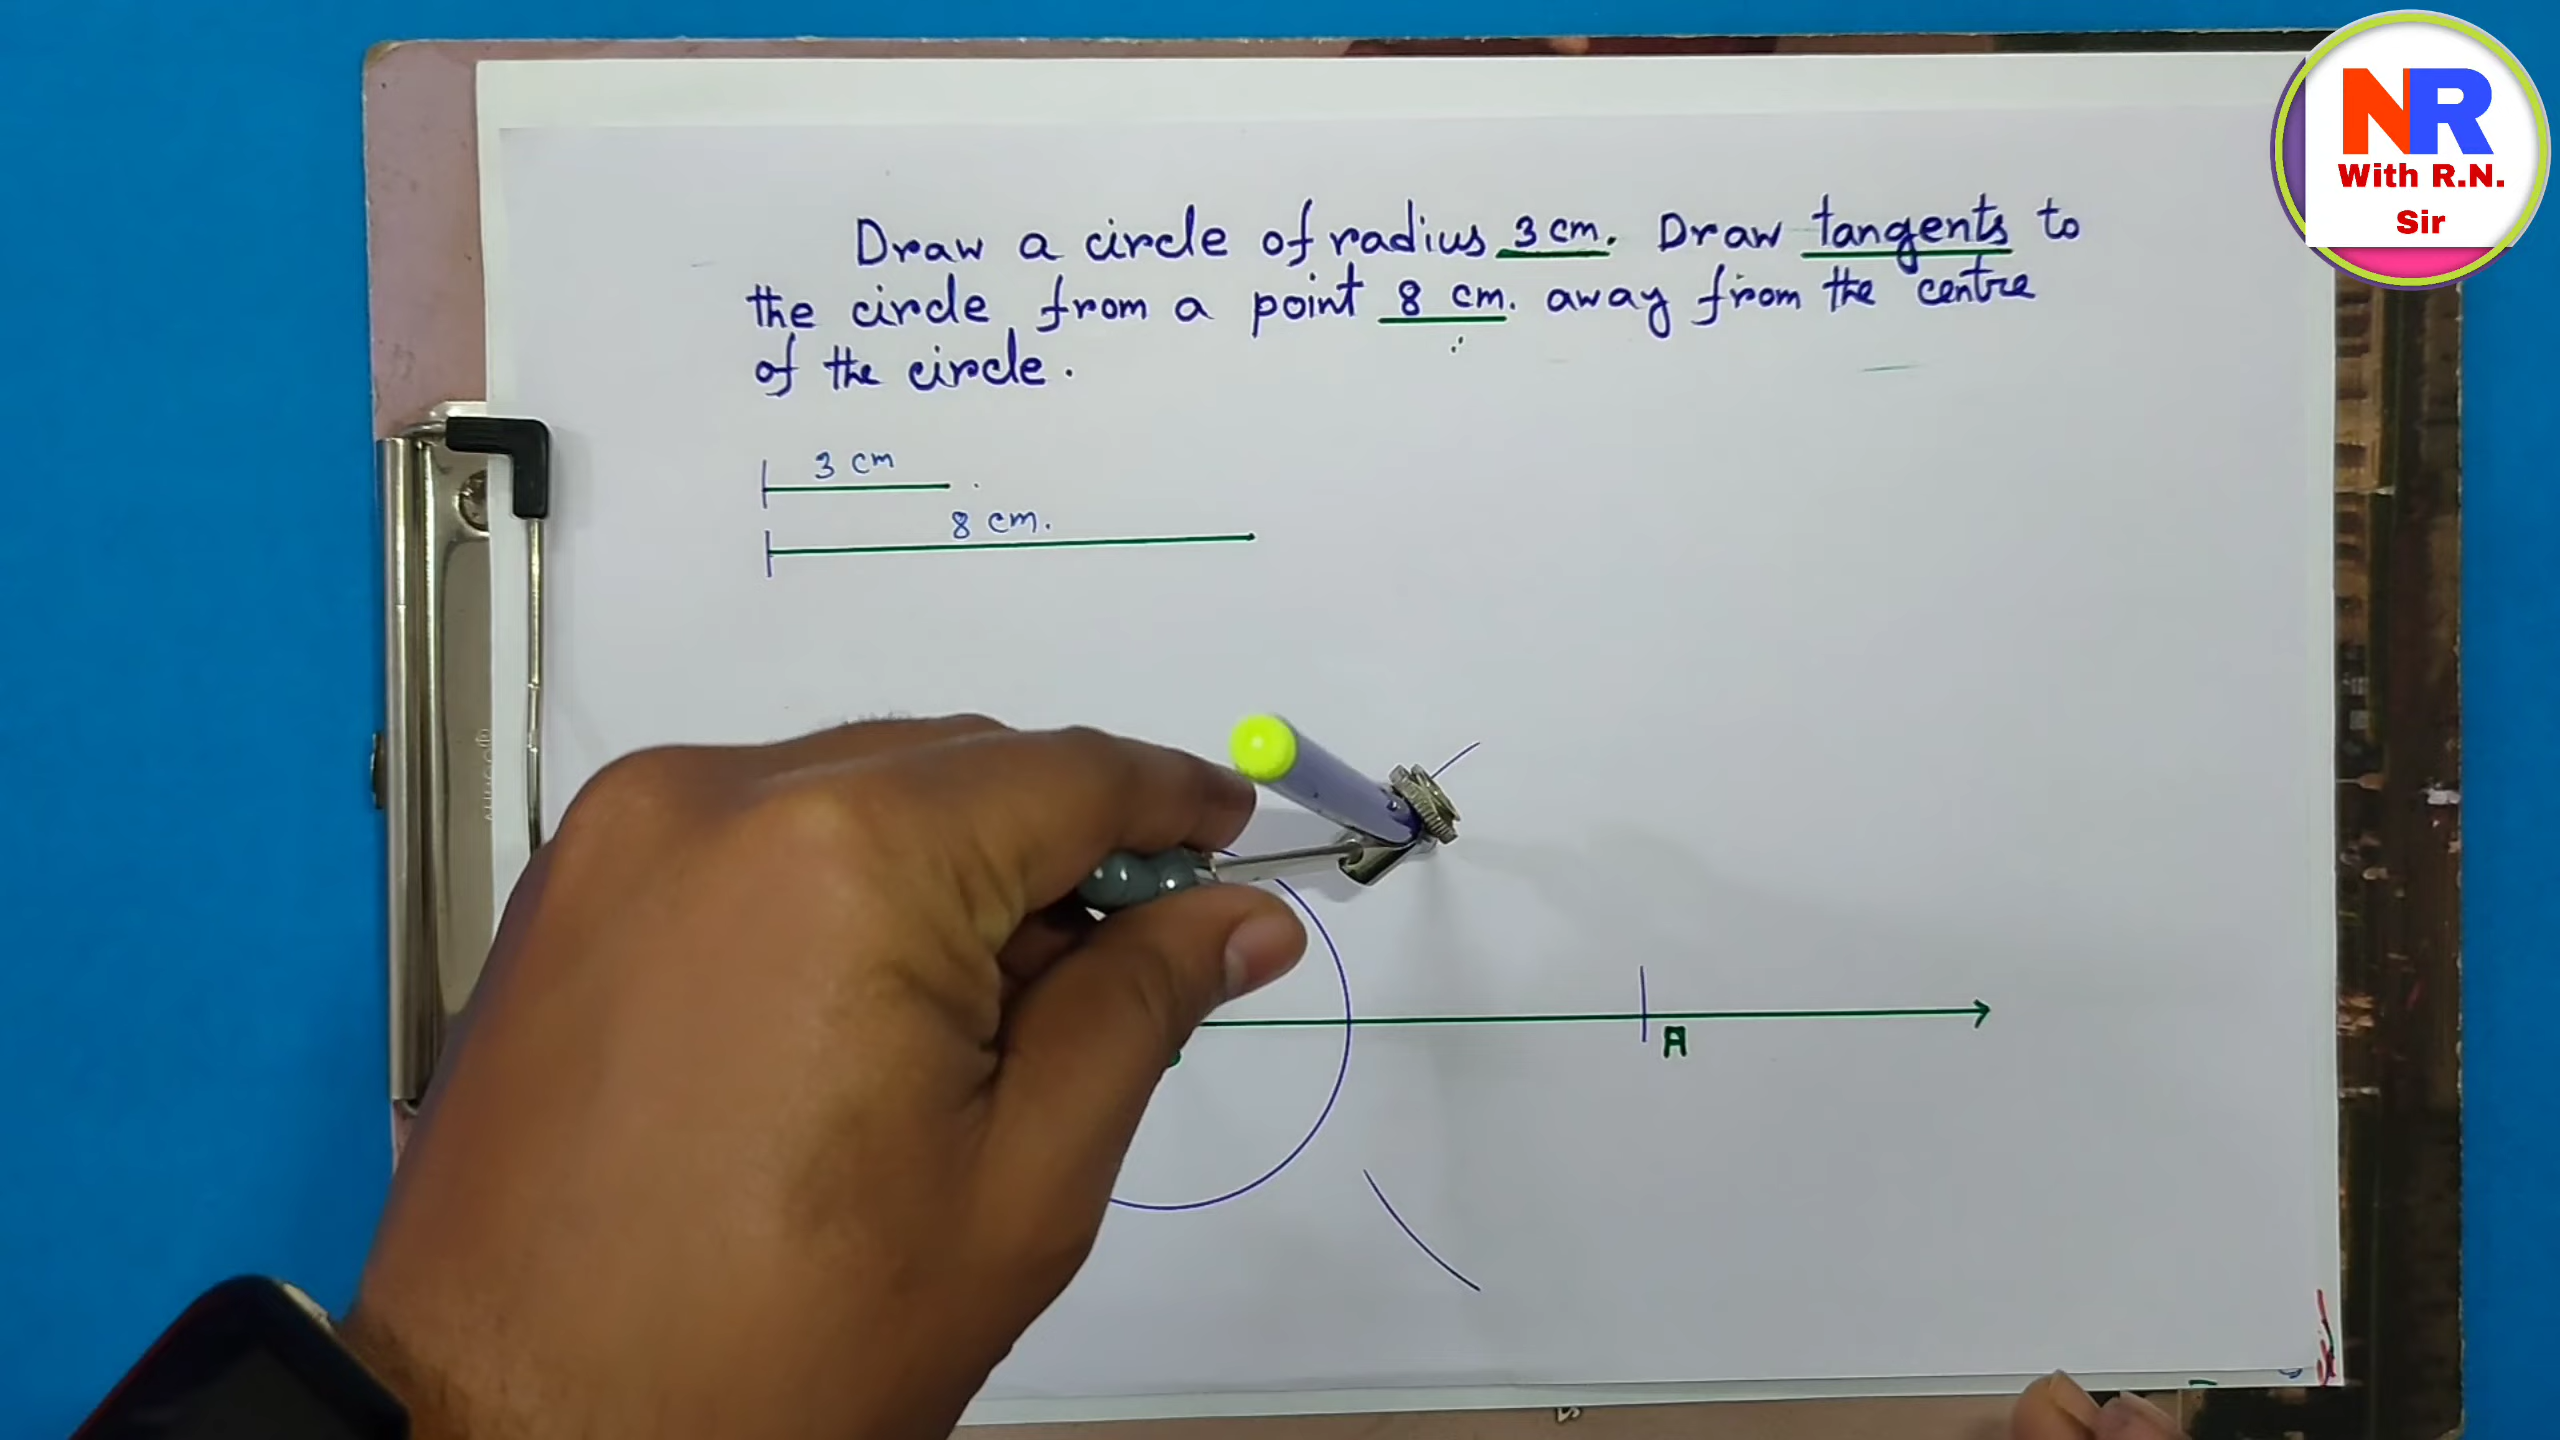 NR
With R.N.
Sir
Draw a circle of radius 3 cm. Draw tangents to
the circle from a point 8 cm. away from the centre
of the circle.
3 cm
8 cm.
A